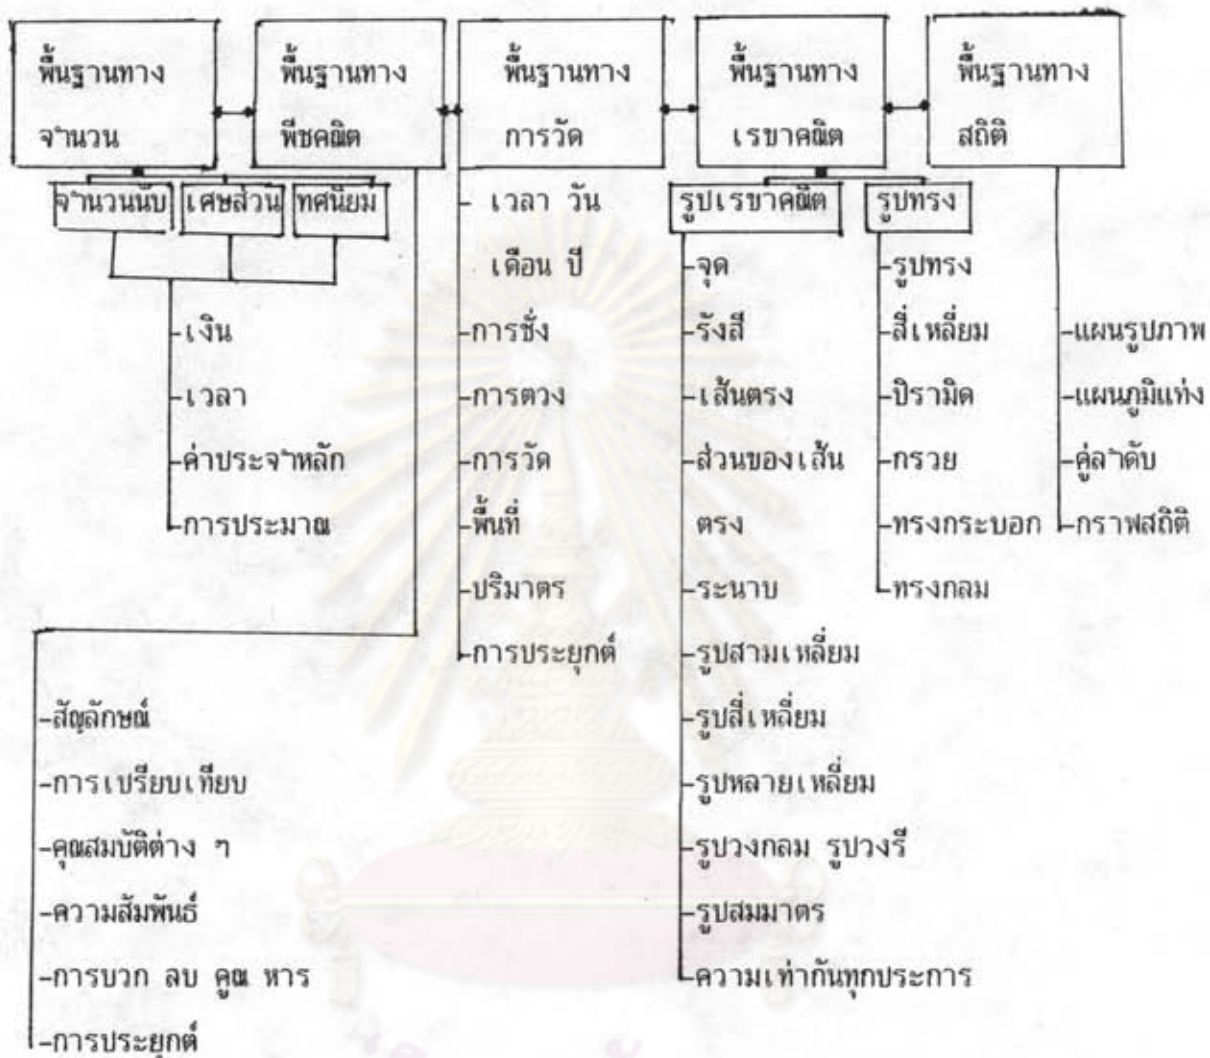 พื้นฐานทาง
จำนวน
พื้นฐานทาง
พีชคณิต
พื้นฐานทาง
การวัด
พื้นฐานทาง
เรขาคณิต
พื้นฐานทาง
สถิติ
จำนวนนับ
เศษส่วน
ทศนิยม
-เงิน
-เวลา
-ค่าประจำหลัก
-การประมาณ
-สัญลักษณ์
-การเปรียบเทียบ
-คุณสมบัติต่าง ๆ
-ความสัมพันธ์
-การบวก ลบ คูณ หาร
-การประยุกต์
- เวลา วัน
เดือน ปี
-การชั่ง
-การตวง
-การวัด
-พื้นที่
-ปริมาตร
-การประยุกต์
รูปเรขาคณิต
-จุด
-รังสี
-เส้นตรง
-ส่วนของเส้น
ตรง
-ระนาบ
-รูปสามเหลี่ยม
-รูปสี่เหลี่ยม
-รูปหลายเหลี่ยม
-รูปวงกลม รูปวงรี
-รูปสมมาตร
-ความเท่ากันทุกประการ
รูปทรง
-รูปทรง
สี่เหลี่ยม
-ปิรามิด
-กรวย
-ทรงกระบอก
-ทรงกลม
-แผนรูปภาพ
-แผนภูมิแท่ง
-คู่ลำดับ
-กราฟสถิติ